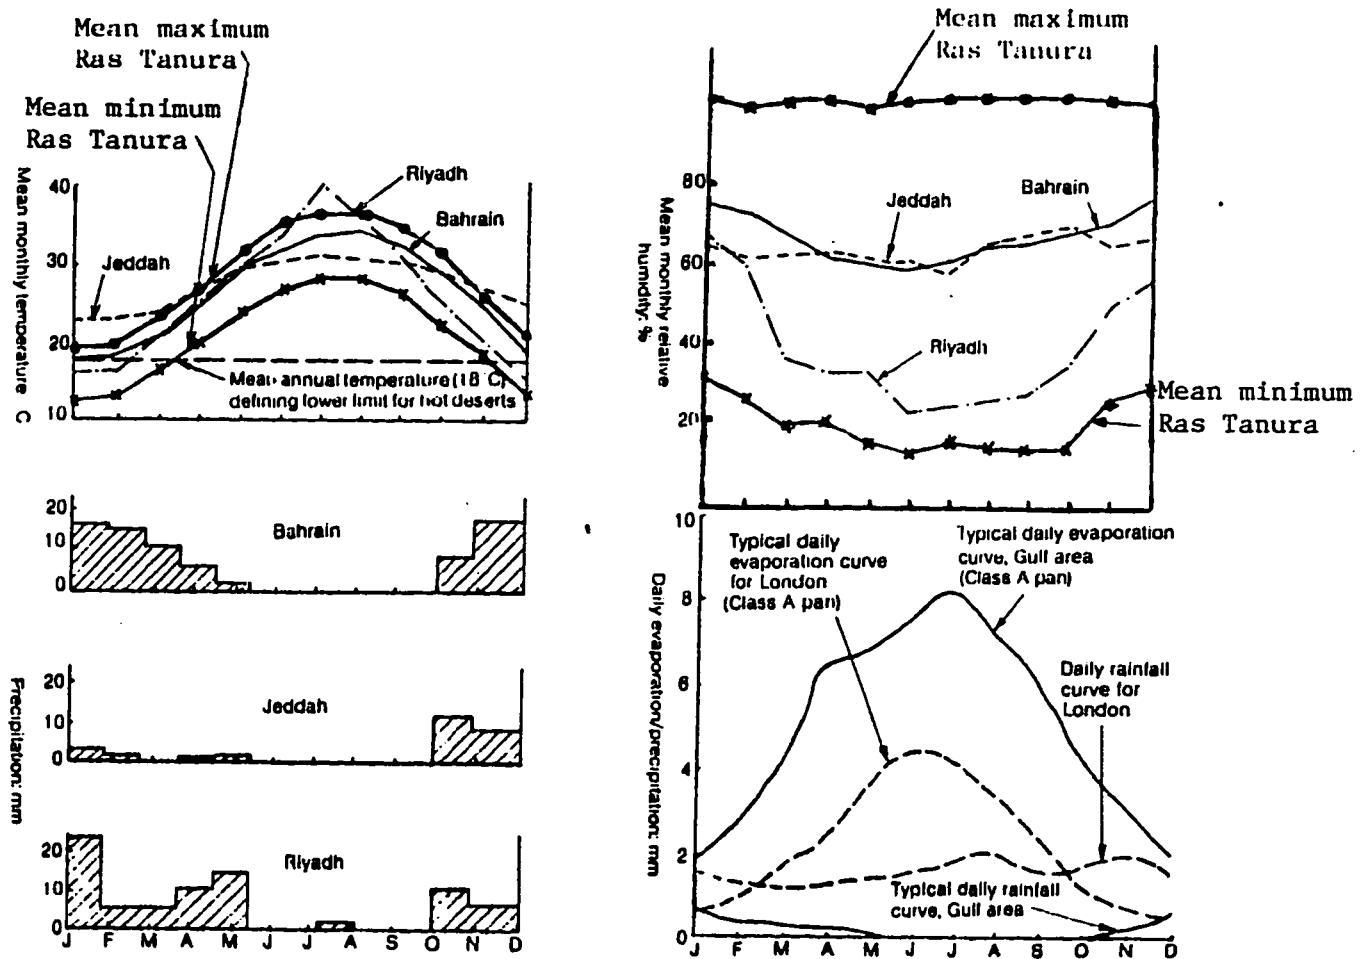 Mean maximum
Ras Tanura
Mean minimum
Ras Tanura
Mean monthly temperature C
40
30
20
10
Riyadh
Bahrain
Jeddah
Mean annual temperature (18 C)
defining lower limit for hot deserts
Mean maximum
Ras Tanura
Mean monthly relative
humidity: %
80
60
40
20
Jeddah
Bahrain
Riyadh
Mean minimum
Ras Tanura
Precipitation: mm
20
10
0
Bahrain
20
10
0
Jeddah
20
10
0
Riyadh
J F M A M J J A S O N D
Daily evaporation/precipitation: mm
10
8
6
4
2
0
Typical daily
evaporation curve
for London
(Class A pan)
Typical daily evaporation
curve, Gulf area
(Class A pan)
Daily rainfall
curve for
London
Typical daily rainfall
curve, Gulf area
J F M A M J J A S O N D